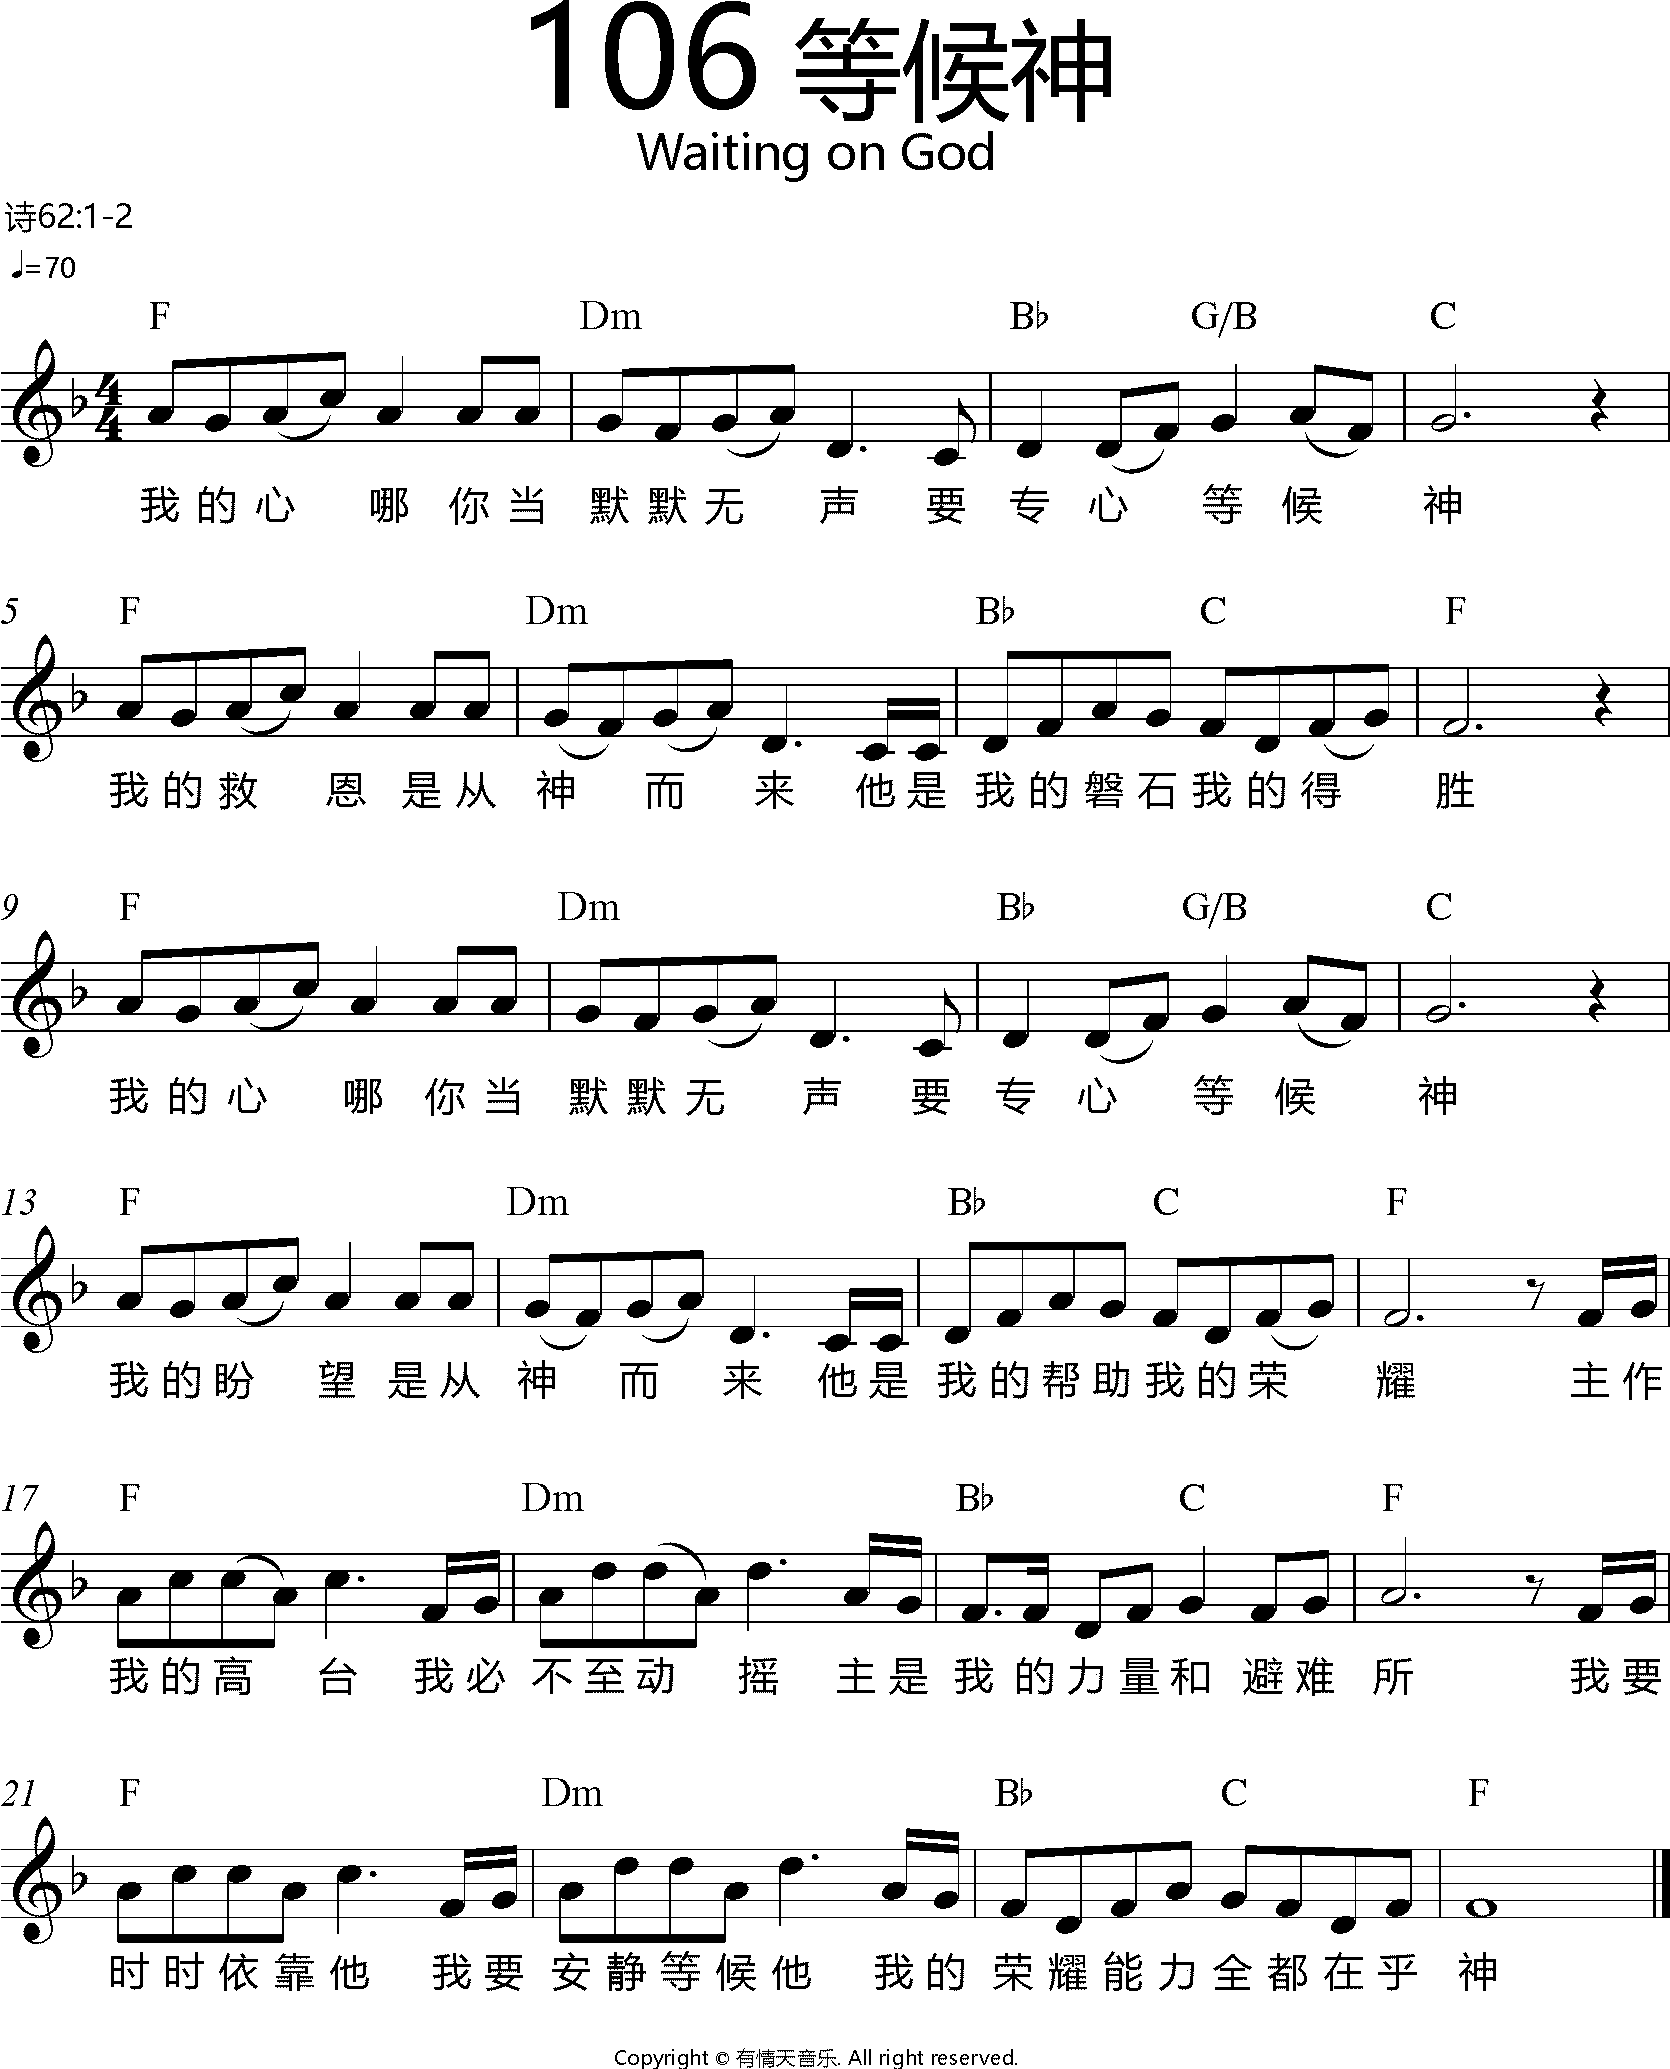 106 等候神
Waiting on God
诗62:1-2
♩=70
F Dm B♭ G/B C
我的心 哪 你当 默默无 声 要 专 心 等 候 神
5 F Dm B♭ C F
我的救 恩 是从 神 而 来 他是 我的磐石我的得 胜
9 F Dm B♭ G/B C
我的心 哪 你当 默默无 声 要 专 心 等 候 神
13 F Dm B♭ C F
我的盼 望 是从 神 而 来 他是 我的帮助我的荣 耀 主作
17 F Dm B♭ C F
我的高 台 我必 不至动 摇 主是 我 的力量和 避难 所 我要
21 F Dm B♭ C F
时时依靠他 我要 安静等候他 我的 荣耀能力全都在乎 神
Copyright © 有情天音乐. All right reserved.